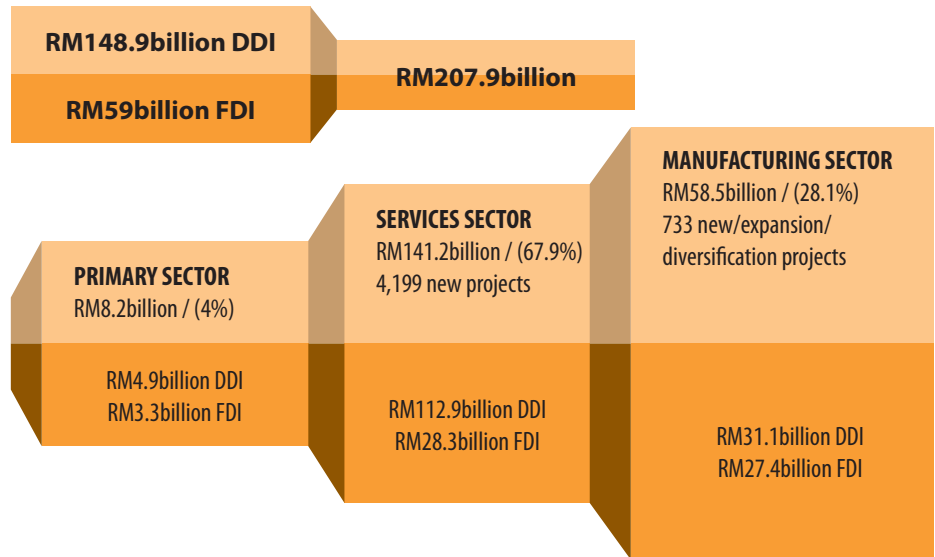 RM148.9billion DDI
RM59billion FDI
RM207.9billion
PRIMARY SECTOR
RM8.2billion / (4%)
RM4.9billion DDI
RM3.3billion FDI
SERVICES SECTOR
RM141.2billion / (67.9%)
4,199 new projects
RM112.9billion DDI
RM28.3billion FDI
MANUFACTURING SECTOR
RM58.5billion / (28.1%)
733 new/expansion/
diversification projects
RM31.1billion DDI
RM27.4billion FDI